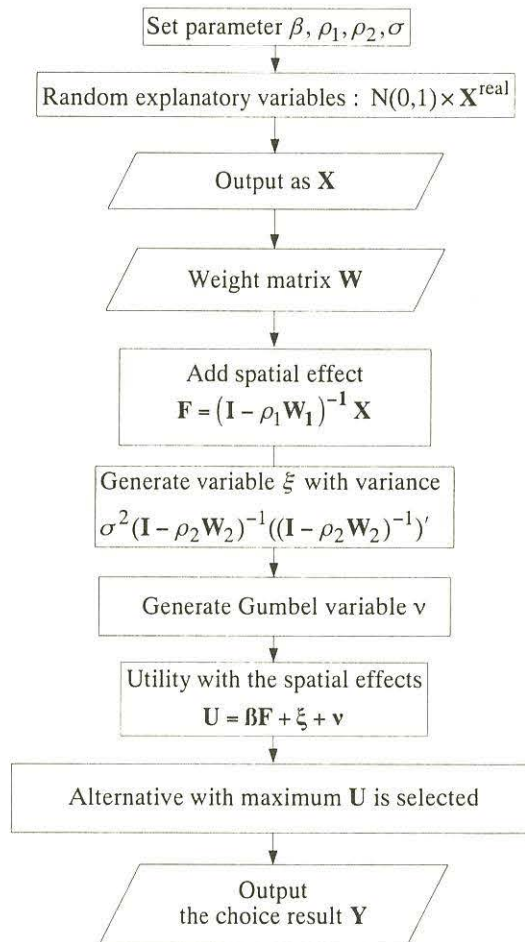 Set parameter β, ρ₁, ρ₂, σ
Random explanatory variables : N(0,1) × X^real
Output as X
Weight matrix W
Add spatial effect
F = (I − ρ₁W₁)⁻¹ X
Generate variable ξ with variance
σ²(I − ρ₂W₂)⁻¹((I − ρ₂W₂)⁻¹)′
Generate Gumbel variable ν
Utility with the spatial effects
U = ßF + ξ + ν
Alternative with maximum U is selected
Output
the choice result Y